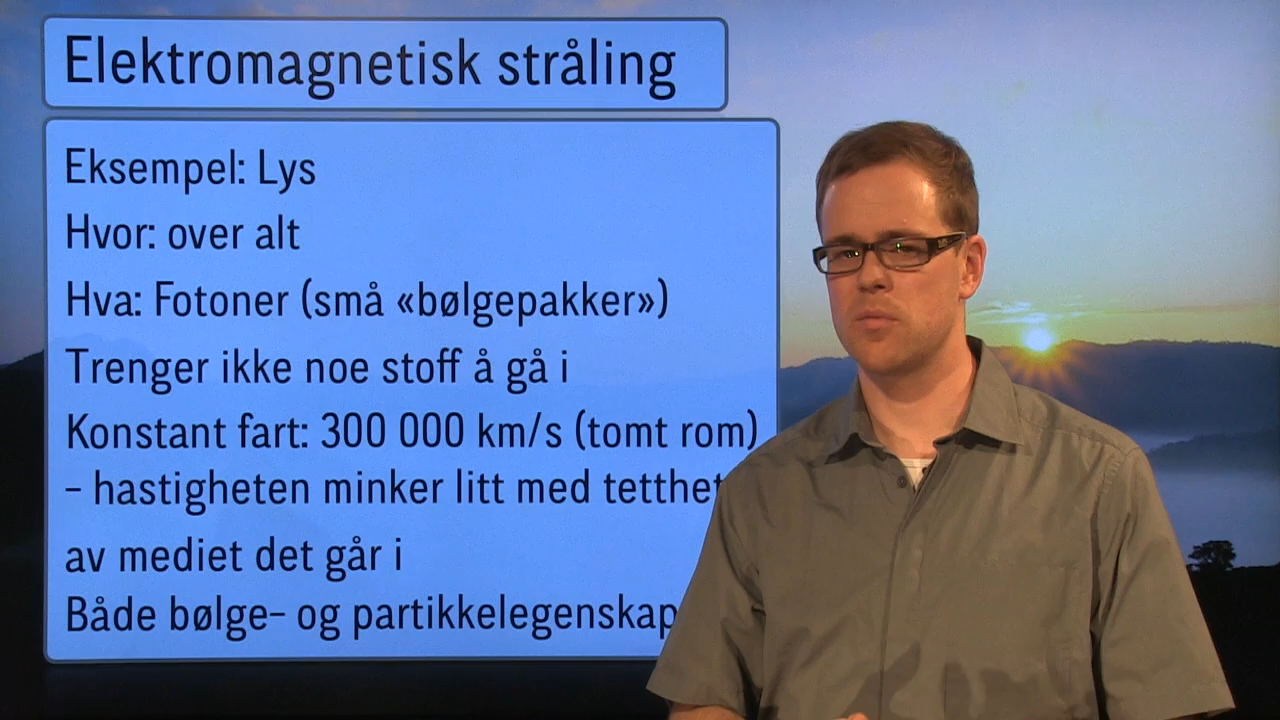 Elektromagnetisk stråling
Eksempel: Lys
Hvor: over alt
Hva: Fotoner (små «bølgepakker»)
Trenger ikke noe stoff å gå i
Konstant fart: 300 000 km/s (tomt rom)
– hastigheten minker litt med tetthet
av mediet det går i
Både bølge- og